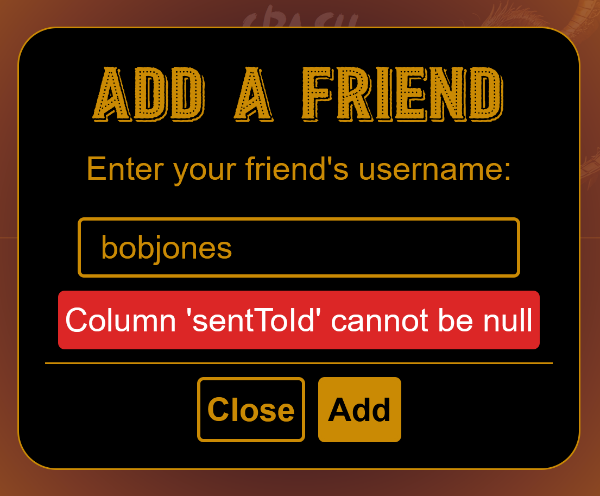 ADD A FRIEND
Enter your friend's username:
bobjones
Column 'sentToId' cannot be null
Close
Add